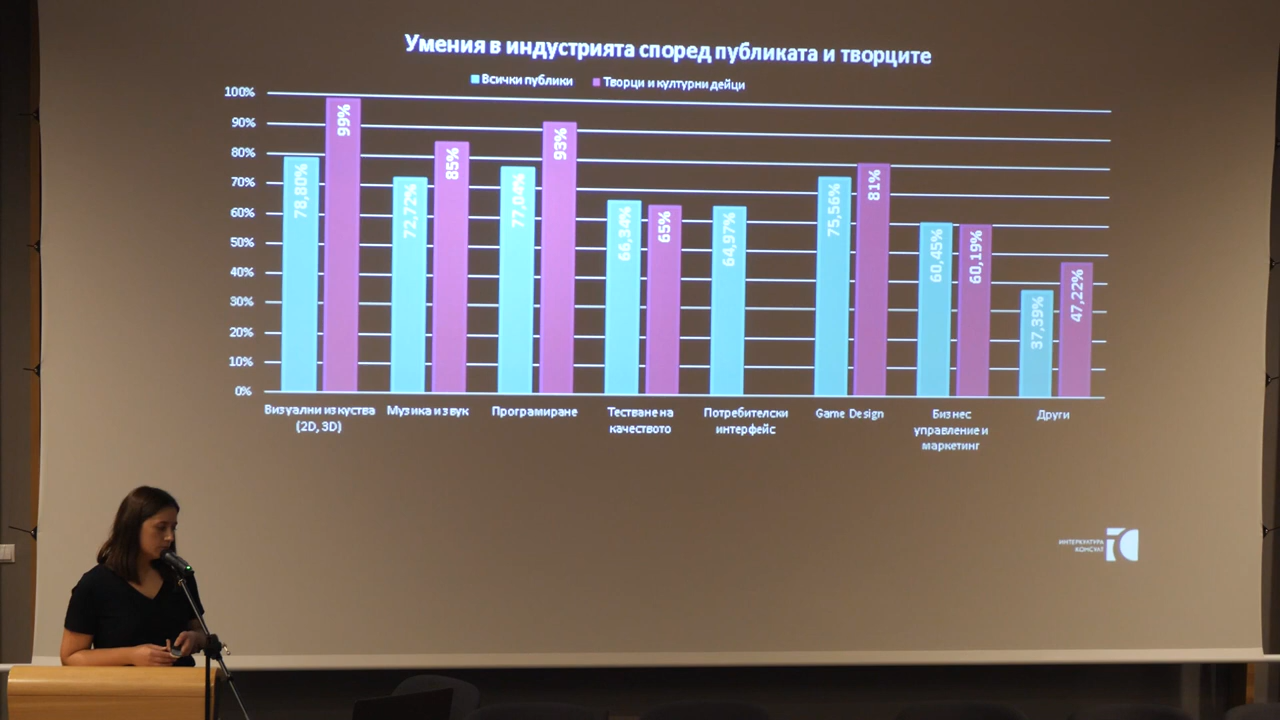 Умения в индустрията според публиката и творците
Всички публики
Творци и културни дейци
100%
90%
80%
70%
60%
50%
40%
30%
20%
10%
0%
78,80%
99%
72,72%
85%
77,04%
93%
66,34%
65%
64,97%
75,56%
81%
60,45%
60,19%
37,39%
47,22%
Визуални изкуства
(2D, 3D)
Музика и звук
Програмиране
Тестване на
качеството
Потребителски
интерфейс
Game Design
Бизнес
управление и
маркетинг
Други
ИНТЕРКУЛТУРА
КОНСУЛТ